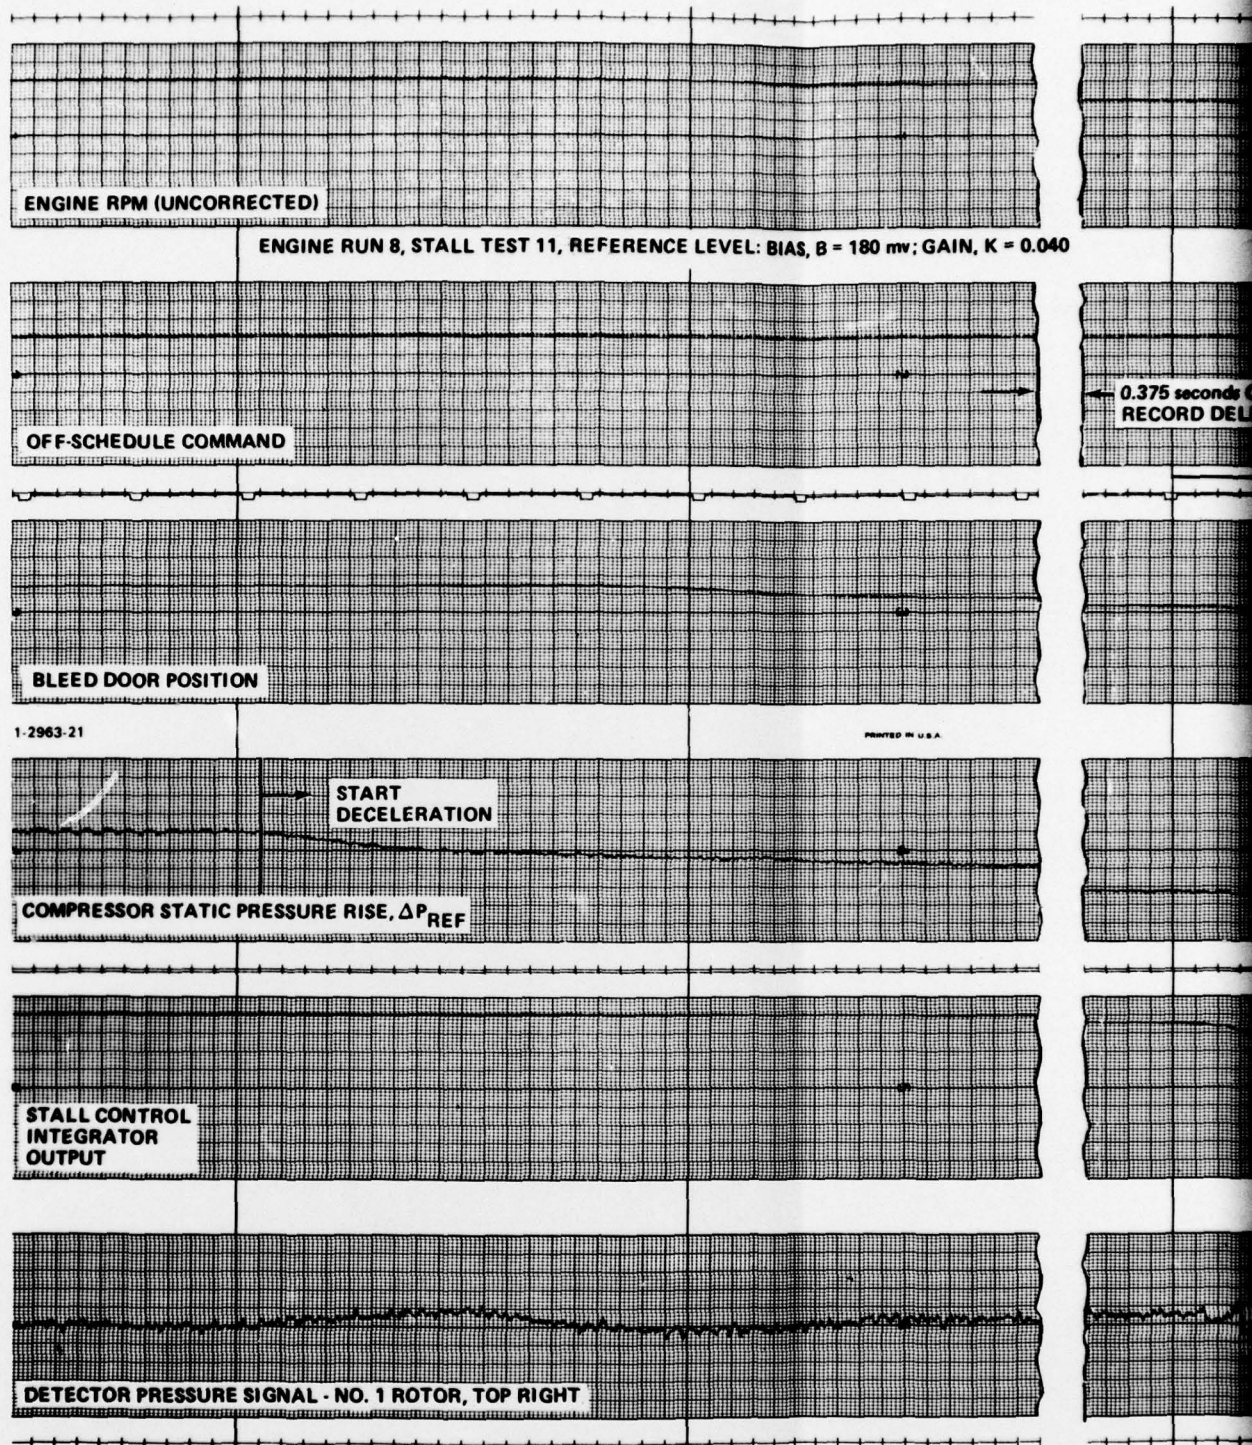 ENGINE RPM (UNCORRECTED)
ENGINE RUN 8, STALL TEST 11, REFERENCE LEVEL: BIAS, B = 180 mv; GAIN, K = 0.040
OFF-SCHEDULE COMMAND
0.375 seconds
RECORD
BLEED DOOR POSITION
1-2963-21
PRINTED IN U.S.A.
START
DECELERATION
COMPRESSOR STATIC PRESSURE RISE, ΔP REF
STALL CONTROL
INTEGRATOR
OUTPUT
DETECTOR PRESSURE SIGNAL - NO. 1 ROTOR, TOP RIGHT